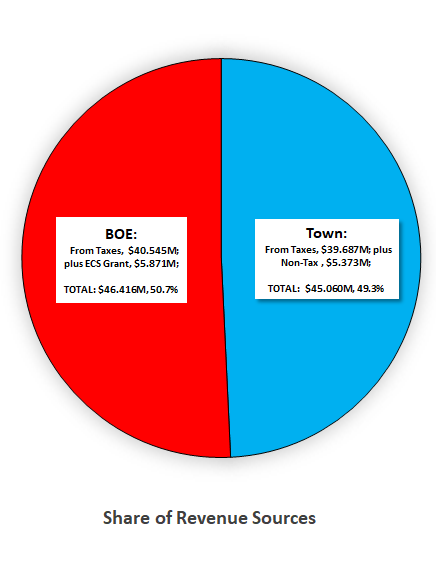 BOE:
From Taxes, $40.545M;
plus ECS Grant, $5.871M;
TOTAL: $46.416M, 50.7%
Town:
From Taxes, $39.687M; plus
Non-Tax , $5.373M;
TOTAL: $45.060M, 49.3%
Share of Revenue Sources